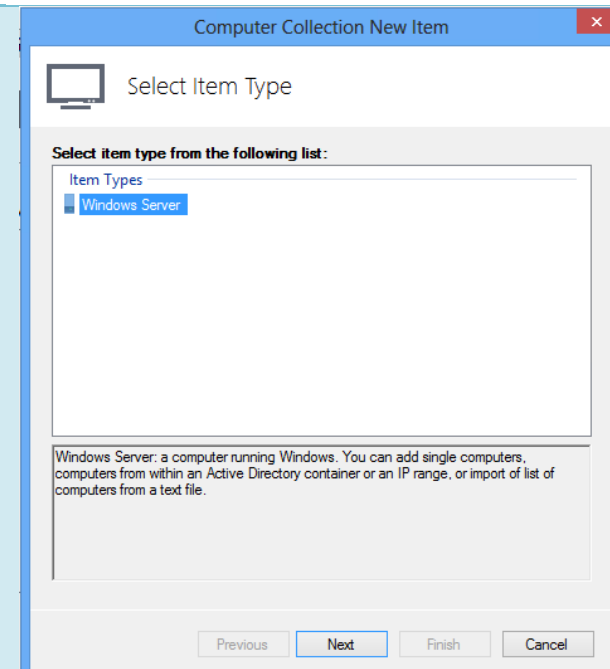 Computer Collection New Item
Select Item Type
Select item type from the following list:
Item Types
Windows Server
Windows Server: a computer running Windows. You can add single computers,
computers from within an Active Directory container or an IP range, or import of list of
computers from a text file.
Previous Next Finish Cancel